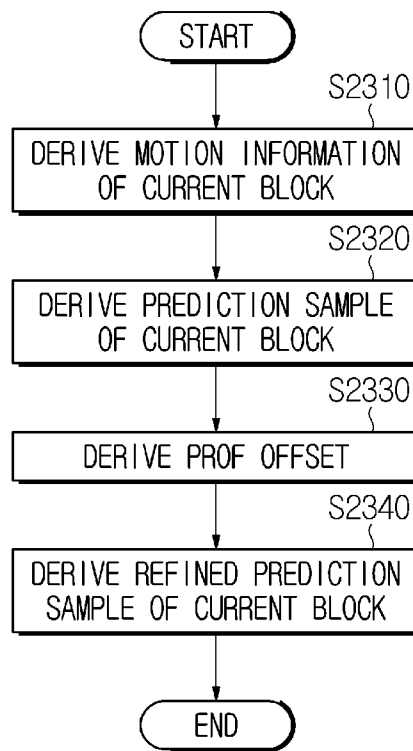 START
S2310
DERIVE MOTION INFORMATION
OF CURRENT BLOCK
S2320
DERIVE PREDICTION SAMPLE
OF CURRENT BLOCK
S2330
DERIVE PROF OFFSET
S2340
DERIVE REFINED PREDICTION
SAMPLE OF CURRENT BLOCK
END